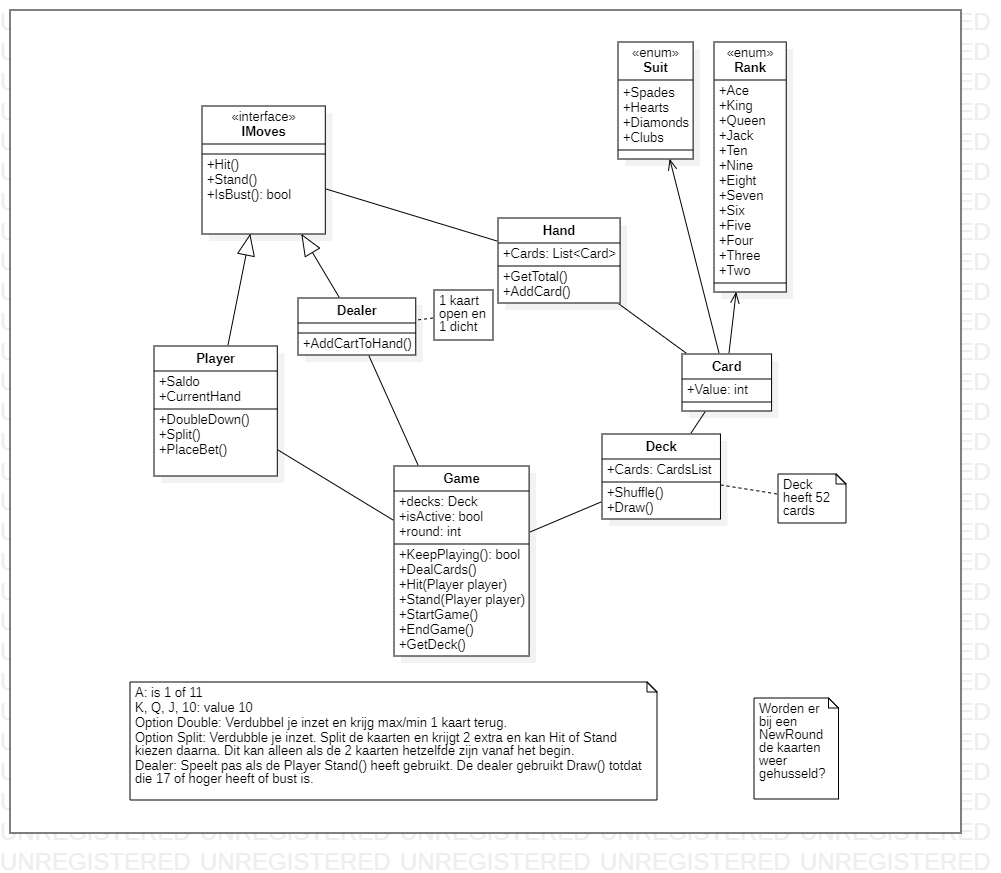 «interface»
IMoves
+Hit()
+Stand()
+IsBust(): bool
«enum»
Suit
+Spades
+Hearts
+Diamonds
+Clubs
«enum»
Rank
+Ace
+King
+Queen
+Jack
+Ten
+Nine
+Eight
+Seven
+Six
+Five
+Four
+Three
+Two
Hand
+Cards: List<Card>
+GetTotal()
+AddCard()
Dealer
+AddCartToHand()
1 kaart
open en
1 dicht
Player
+Saldo
+CurrentHand
+DoubleDown()
+Split()
+PlaceBet()
Card
+Value: int
Deck
+Cards: CardsList
+Shuffle()
+Draw()
Deck
heeft 52
cards
Game
+decks: Deck
+isActive: bool
+round: int
+KeepPlaying(): bool
+DealCards()
+Hit(Player player)
+Stand(Player player)
+StartGame()
+EndGame()
+GetDeck()
A: is 1 of 11
K, Q, J, 10: value 10
Option Double: Verdubbel je inzet en krijg max/min 1 kaart terug.
Option Split: Verdubble je inzet. Split de kaarten en krijgt 2 extra en kan Hit of Stand
kiezen daarna. Dit kan alleen als de 2 kaarten hetzelfde zijn vanaf het begin.
Dealer: Speelt pas als de Player Stand() heeft gebruikt. De dealer gebruikt Draw() totdat
die 17 of hoger heeft of bust is.
Worden er
bij een
NewRound
de kaarten
weer
gehusseld?
UNREGISTERED UNREGISTERED UNREGISTERED UNREGISTERED UNREGISTERED